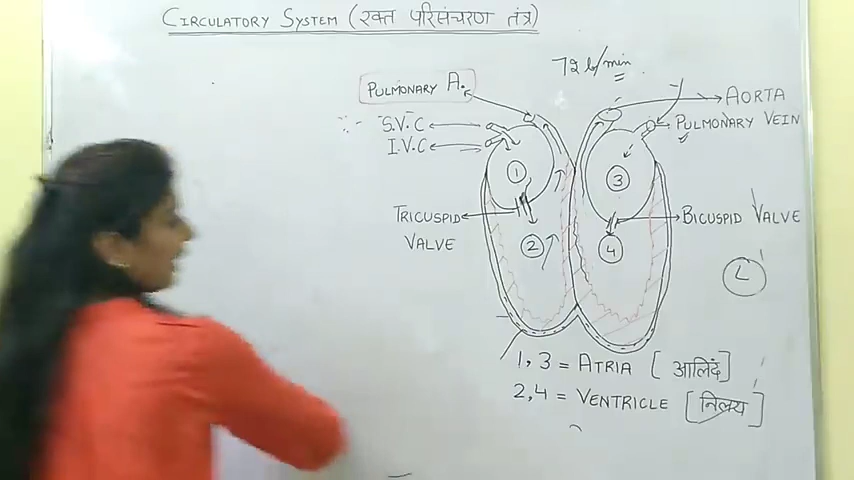 CIRCULATORY SYSTEM (रक्त परिसंचरण तंत्र)
72 b/min
PULMONARY A.
AORTA
S.V.C
PULMONARY VEIN
I.V.C
1
3
TRICUSPID
VALVE
BICUSPID VALVE
2
4
L
1, 3 = ATRIA [आलिंद]
2,4 = VENTRICLE [निलय]